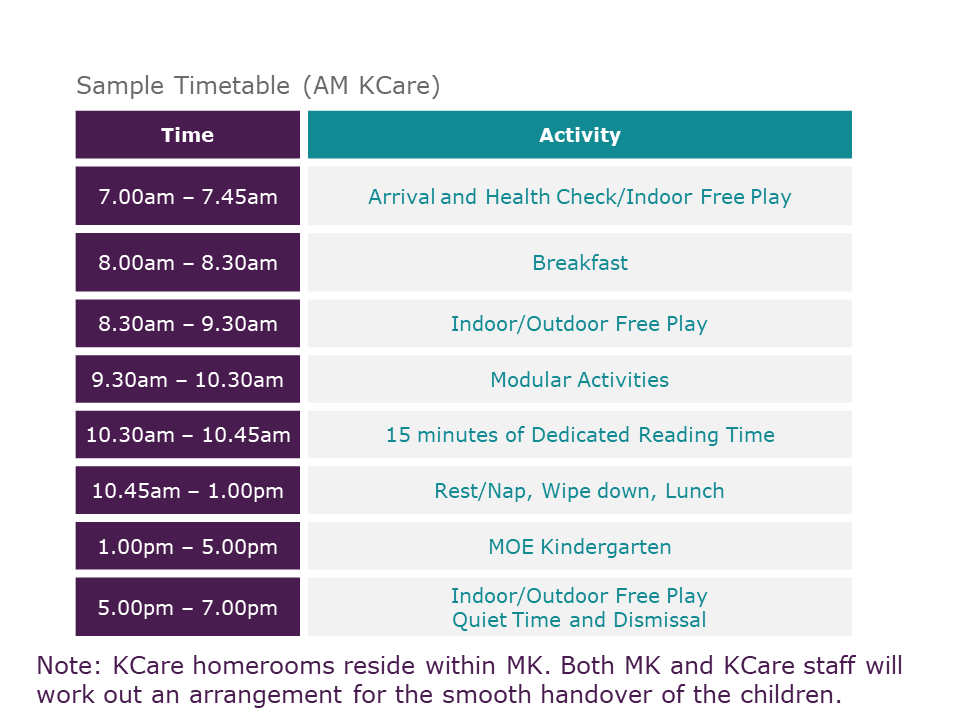 Sample Timetable (AM KCare)
Time Activity
7.00am – 7.45am Arrival and Health Check/Indoor Free Play
8.00am – 8.30am Breakfast
8.30am – 9.30am Indoor/Outdoor Free Play
9.30am – 10.30am Modular Activities
10.30am – 10.45am 15 minutes of Dedicated Reading Time
10.45am – 1.00pm Rest/Nap, Wipe down, Lunch
1.00pm – 5.00pm MOE Kindergarten
5.00pm – 7.00pm Indoor/Outdoor Free Play
Quiet Time and Dismissal
Note: KCare homerooms reside within MK. Both MK and KCare staff will
work out an arrangement for the smooth handover of the children.